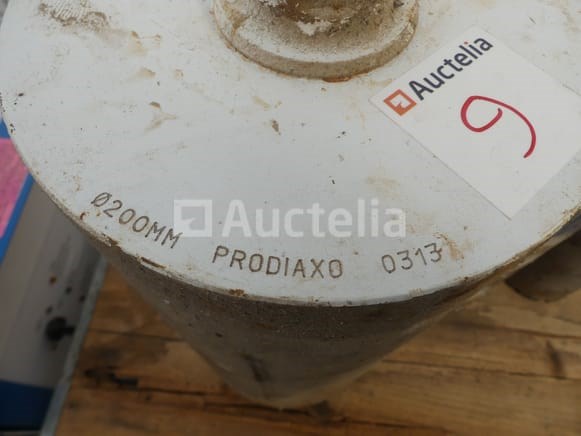 Auctelia
9
Auctelia
Ø200MM PRODIAXO 0313